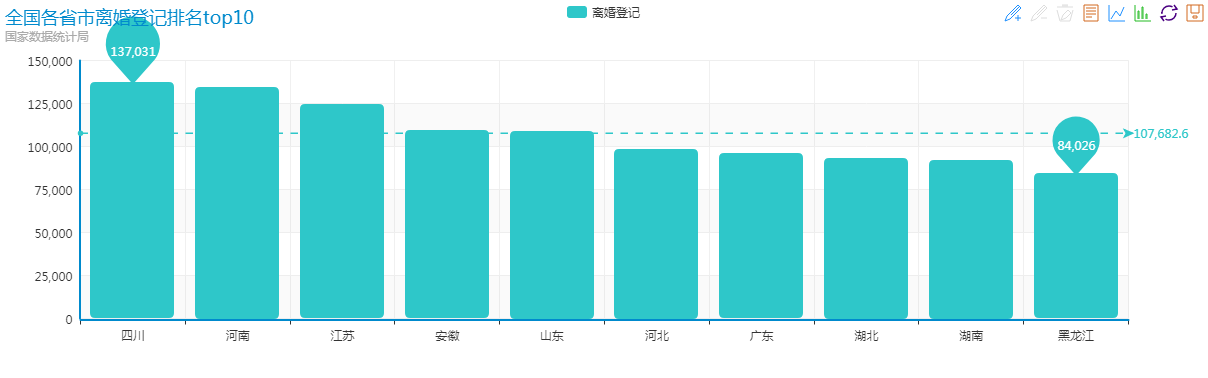 全国各省市离婚登记排名top10
国家数据统计局
离婚登记
137,031
150,000
125,000
107,682.6
100,000
84,026
75,000
50,000
25,000
0
四川 河南 江苏 安徽 山东 河北 广东 湖北 湖南 黑龙江